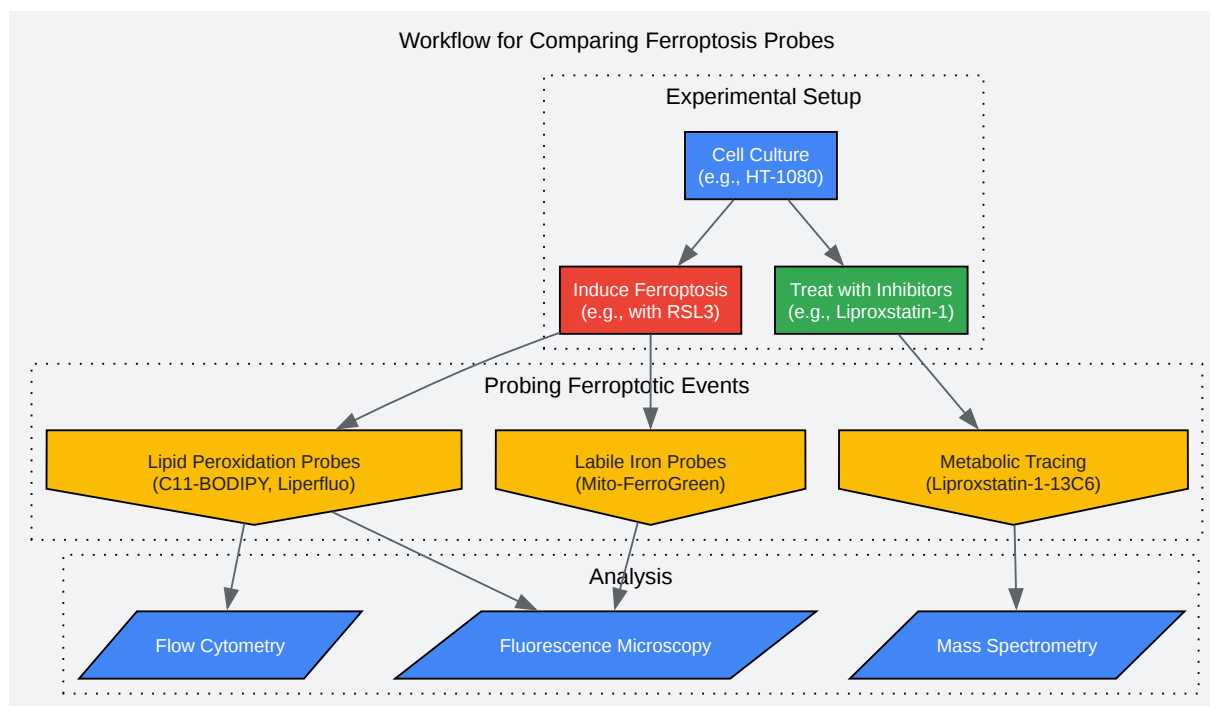 Workflow for Comparing Ferroptosis Probes
Experimental Setup
Cell Culture
(e.g., HT-1080)
Induce Ferroptosis
(e.g., with RSL3)
Treat with Inhibitors
(e.g., Liproxstatin-1)
Probing Ferroptotic Events
Lipid Peroxidation Probes
(C11-BODIPY, Liperfluo)
Labile Iron Probes
(Mito-FerroGreen)
Metabolic Tracing
(Liproxstatin-1-13C6)
Analysis
Flow Cytometry
Fluorescence Microscopy
Mass Spectrometry